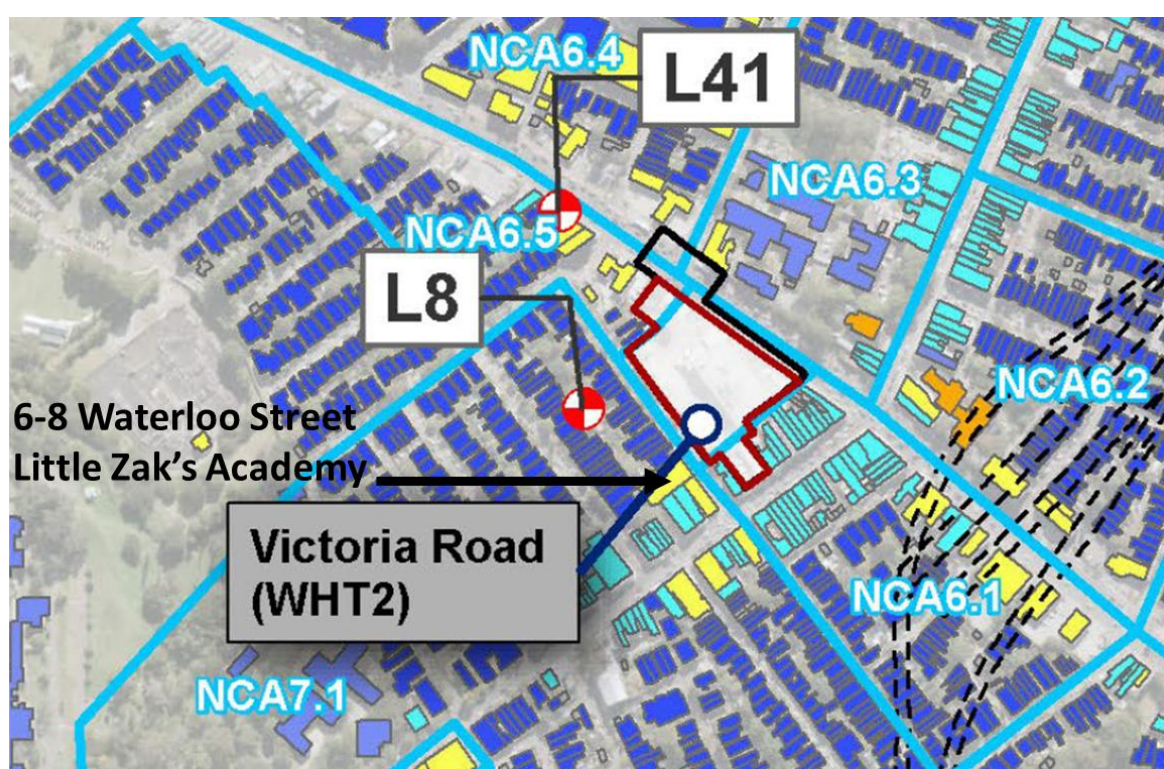 NCA6.4
L41
NCA6.3
NCA6.5
L8
NCA6.2
6-8 Waterloo Street
Little Zak's Academy
Victoria Road
(WHT2)
NCA6.1
NCA7.1